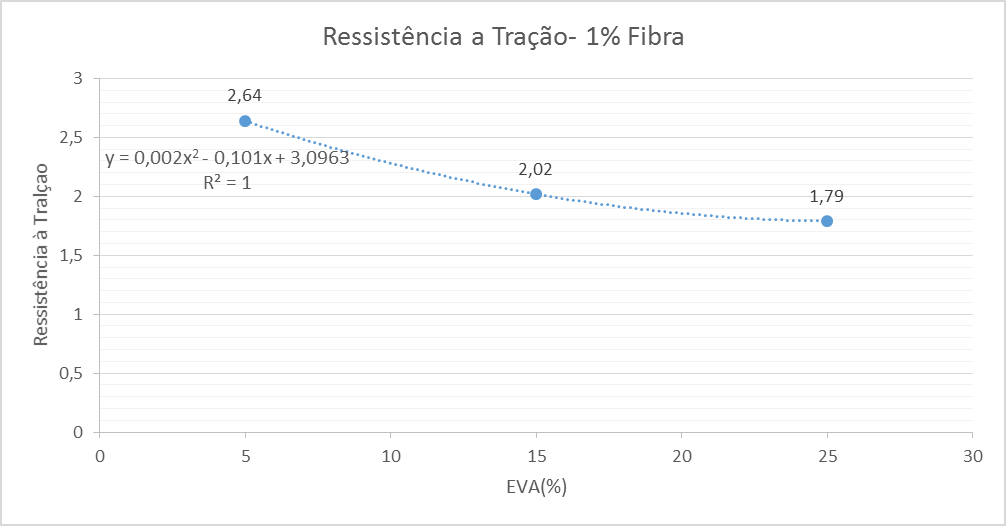 Ressistência a Tração- 1% Fibra
3
2,64
2,5
y = 0,002x² - 0,101x + 3,0963
R² = 1
2,02
2
1,79
1,5
1
0,5
0
Ressistência à Tralçao
0 5 10 15 20 25 30
EVA(%)